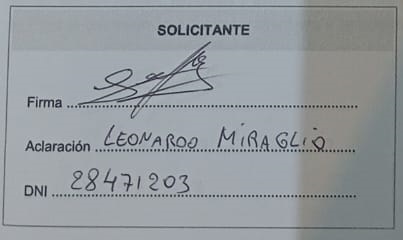 SOLICITANTE
Firma
Aclaración LEONARDO MIRAGLIO
DNI 28471203